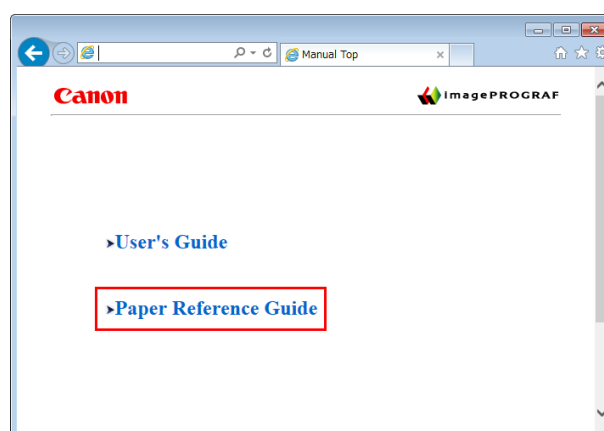 Manual Top
Canon
imagePROGRAF
User's Guide
Paper Reference Guide